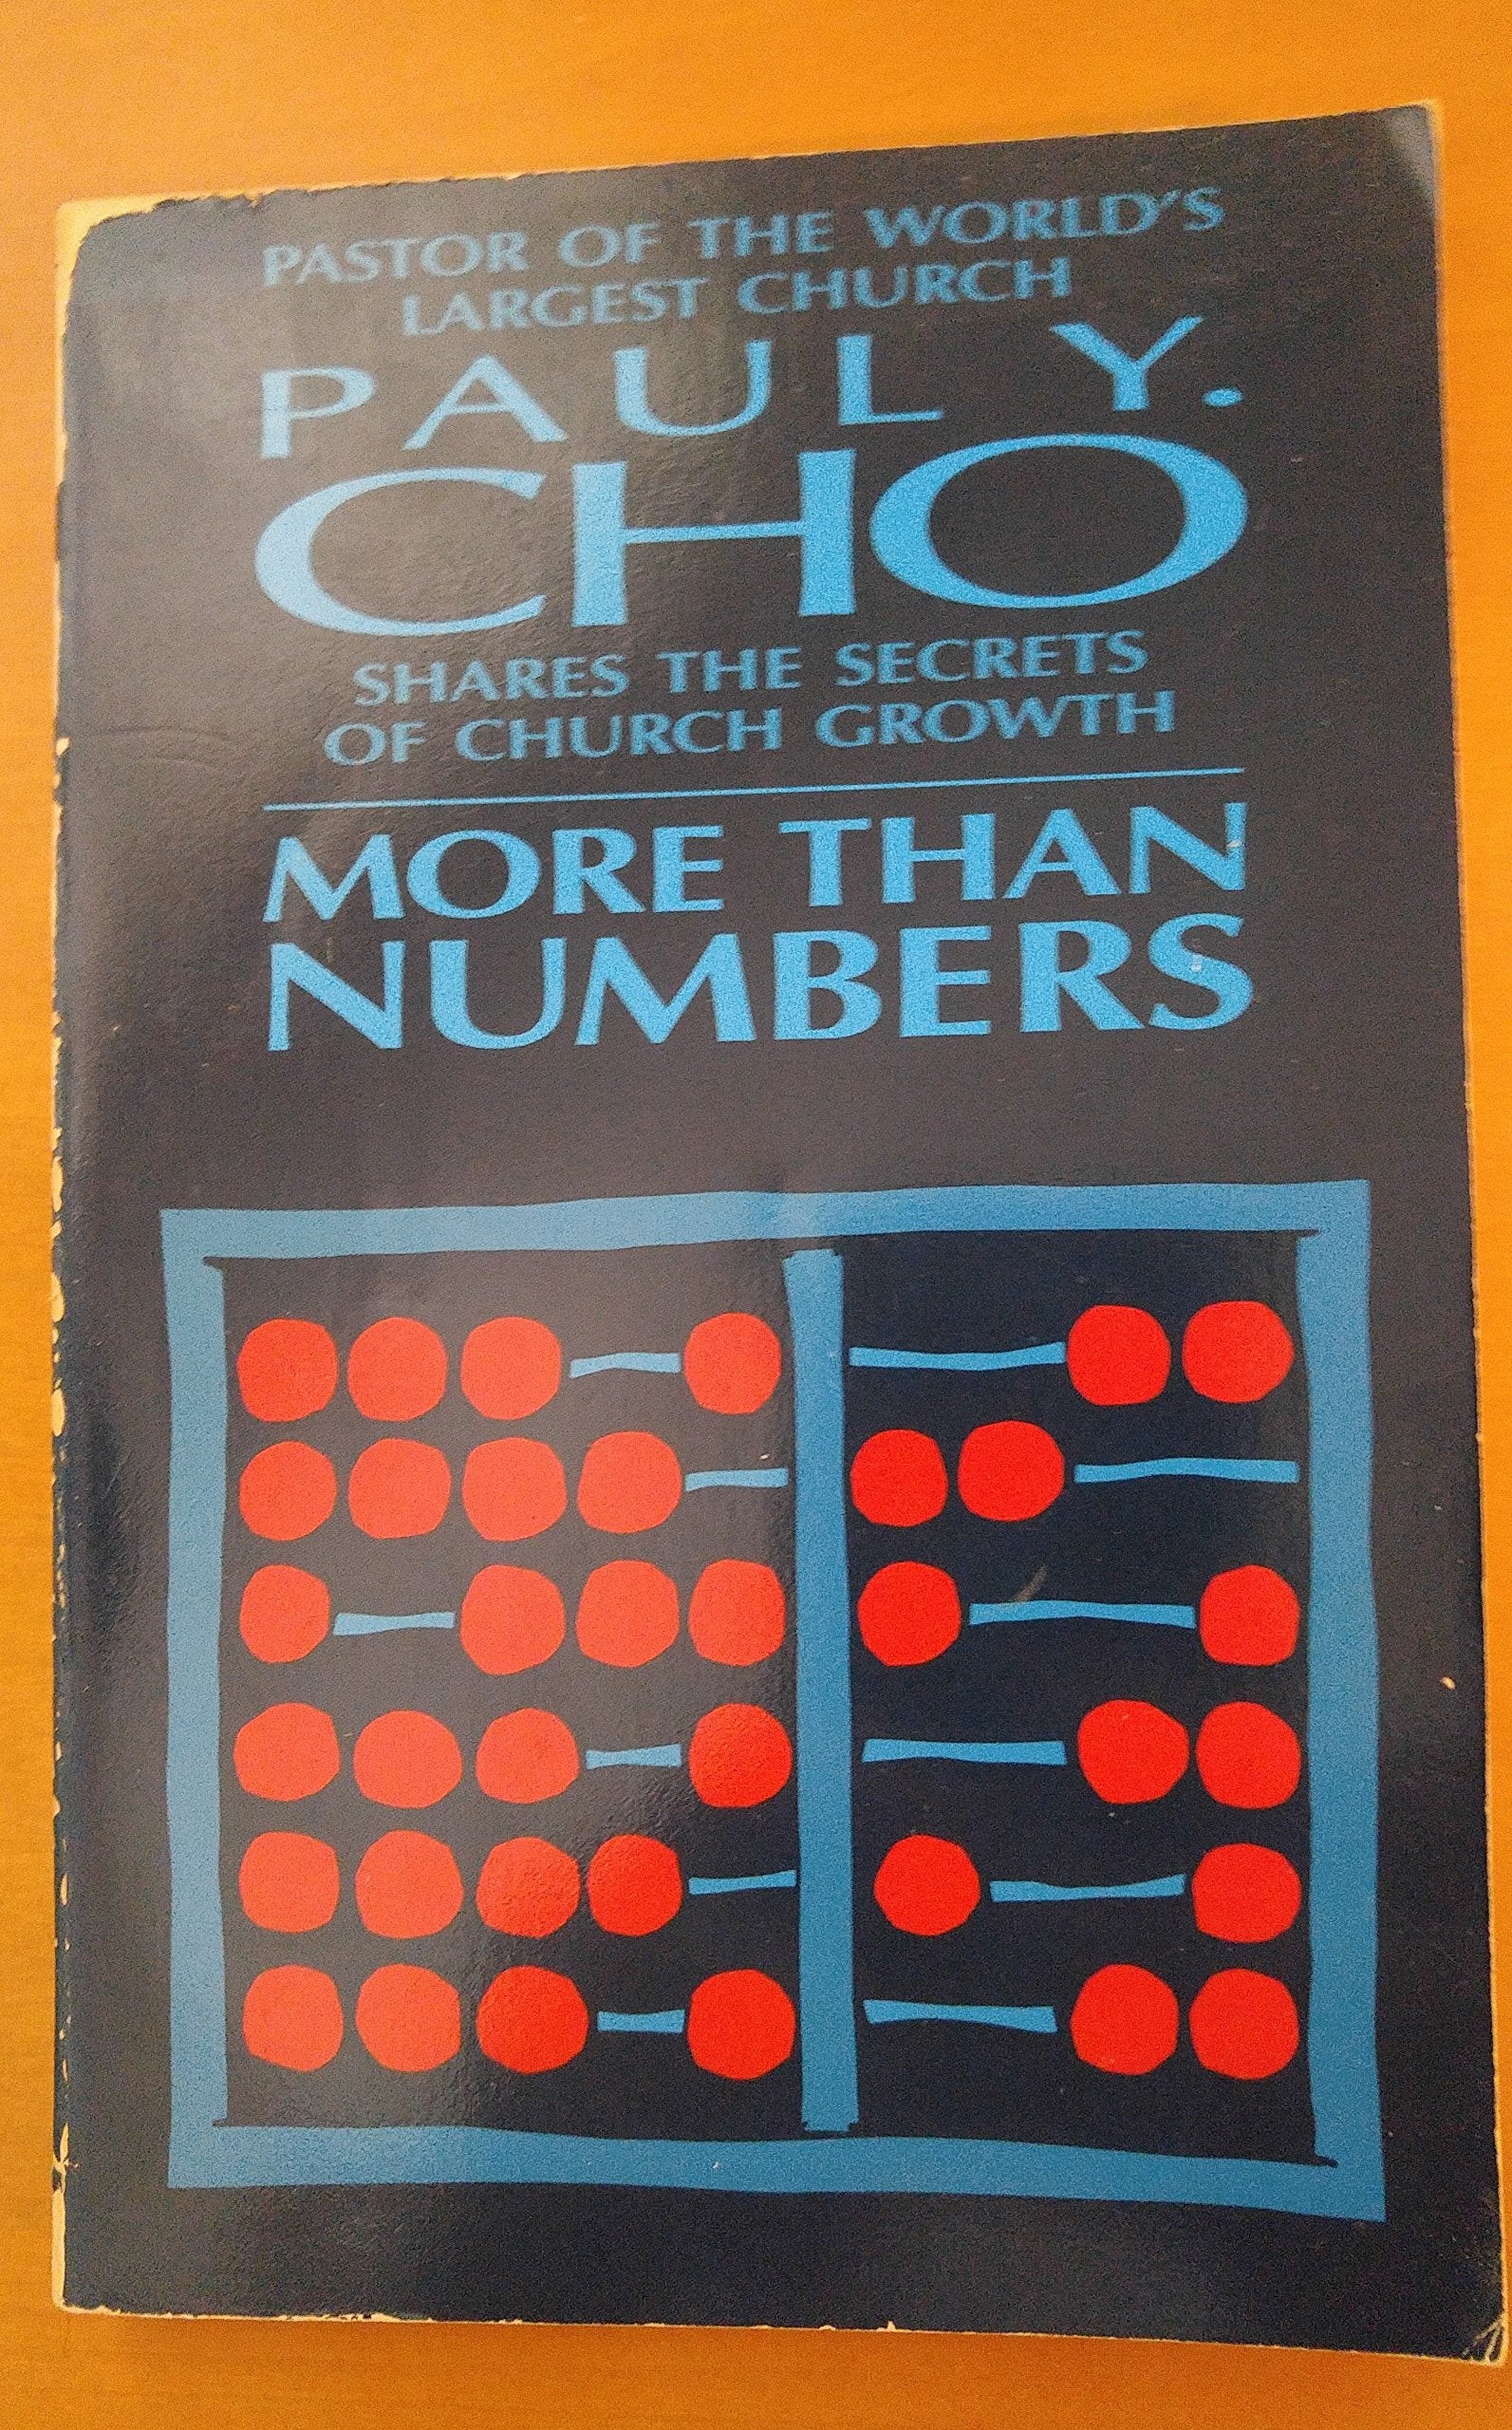 PASTOR OF THE WORLD'S
LARGEST CHURCH
PAUL Y.
CHO
SHARES THE SECRETS
OF CHURCH GROWTH
MORE THAN
NUMBERS